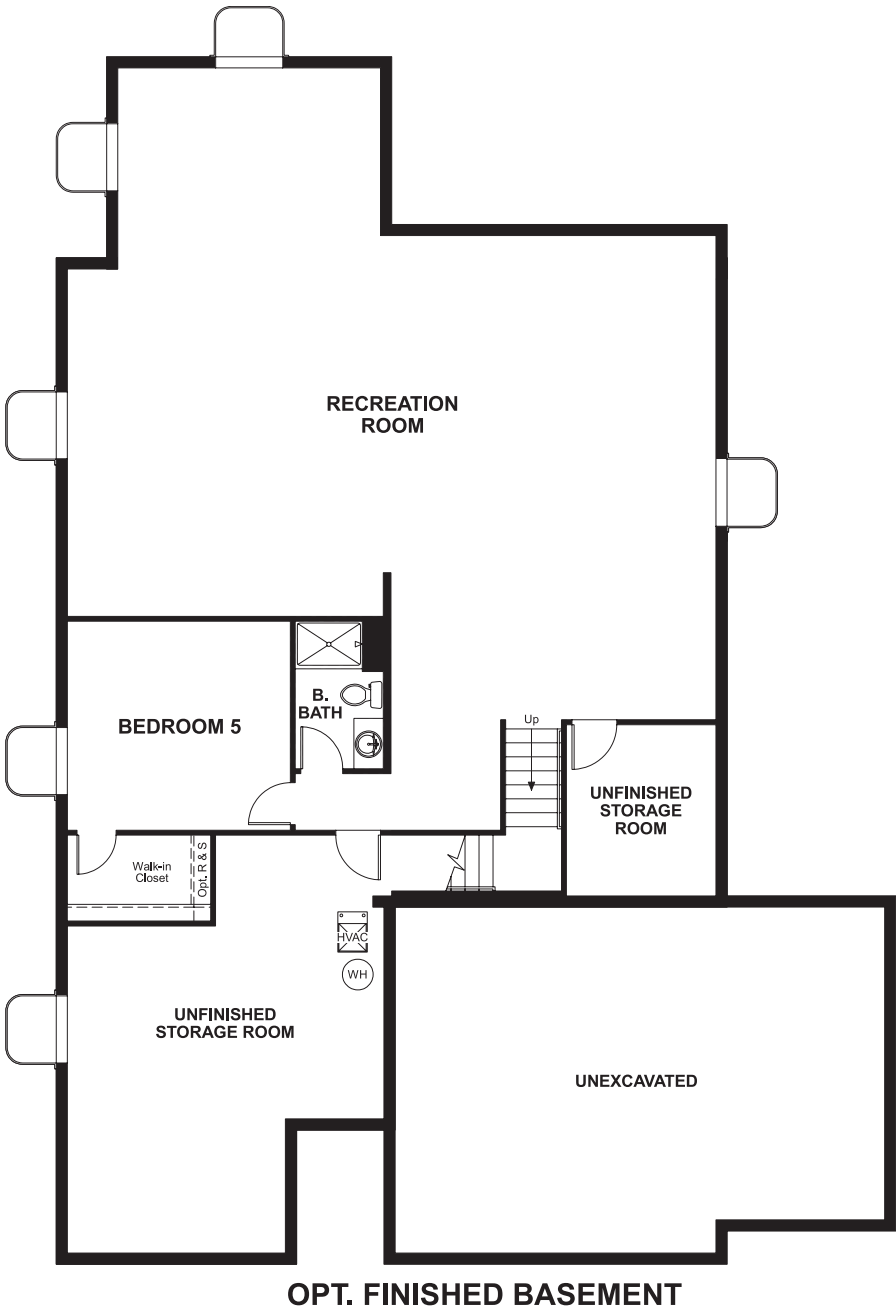 RECREATION
ROOM
B.
BATH
BEDROOM 5
Up
UNFINISHED
STORAGE
ROOM
Walk-in
Closet
Opt. R & S
HVAC
WH
UNFINISHED
STORAGE ROOM
UNEXCAVATED
OPT. FINISHED BASEMENT